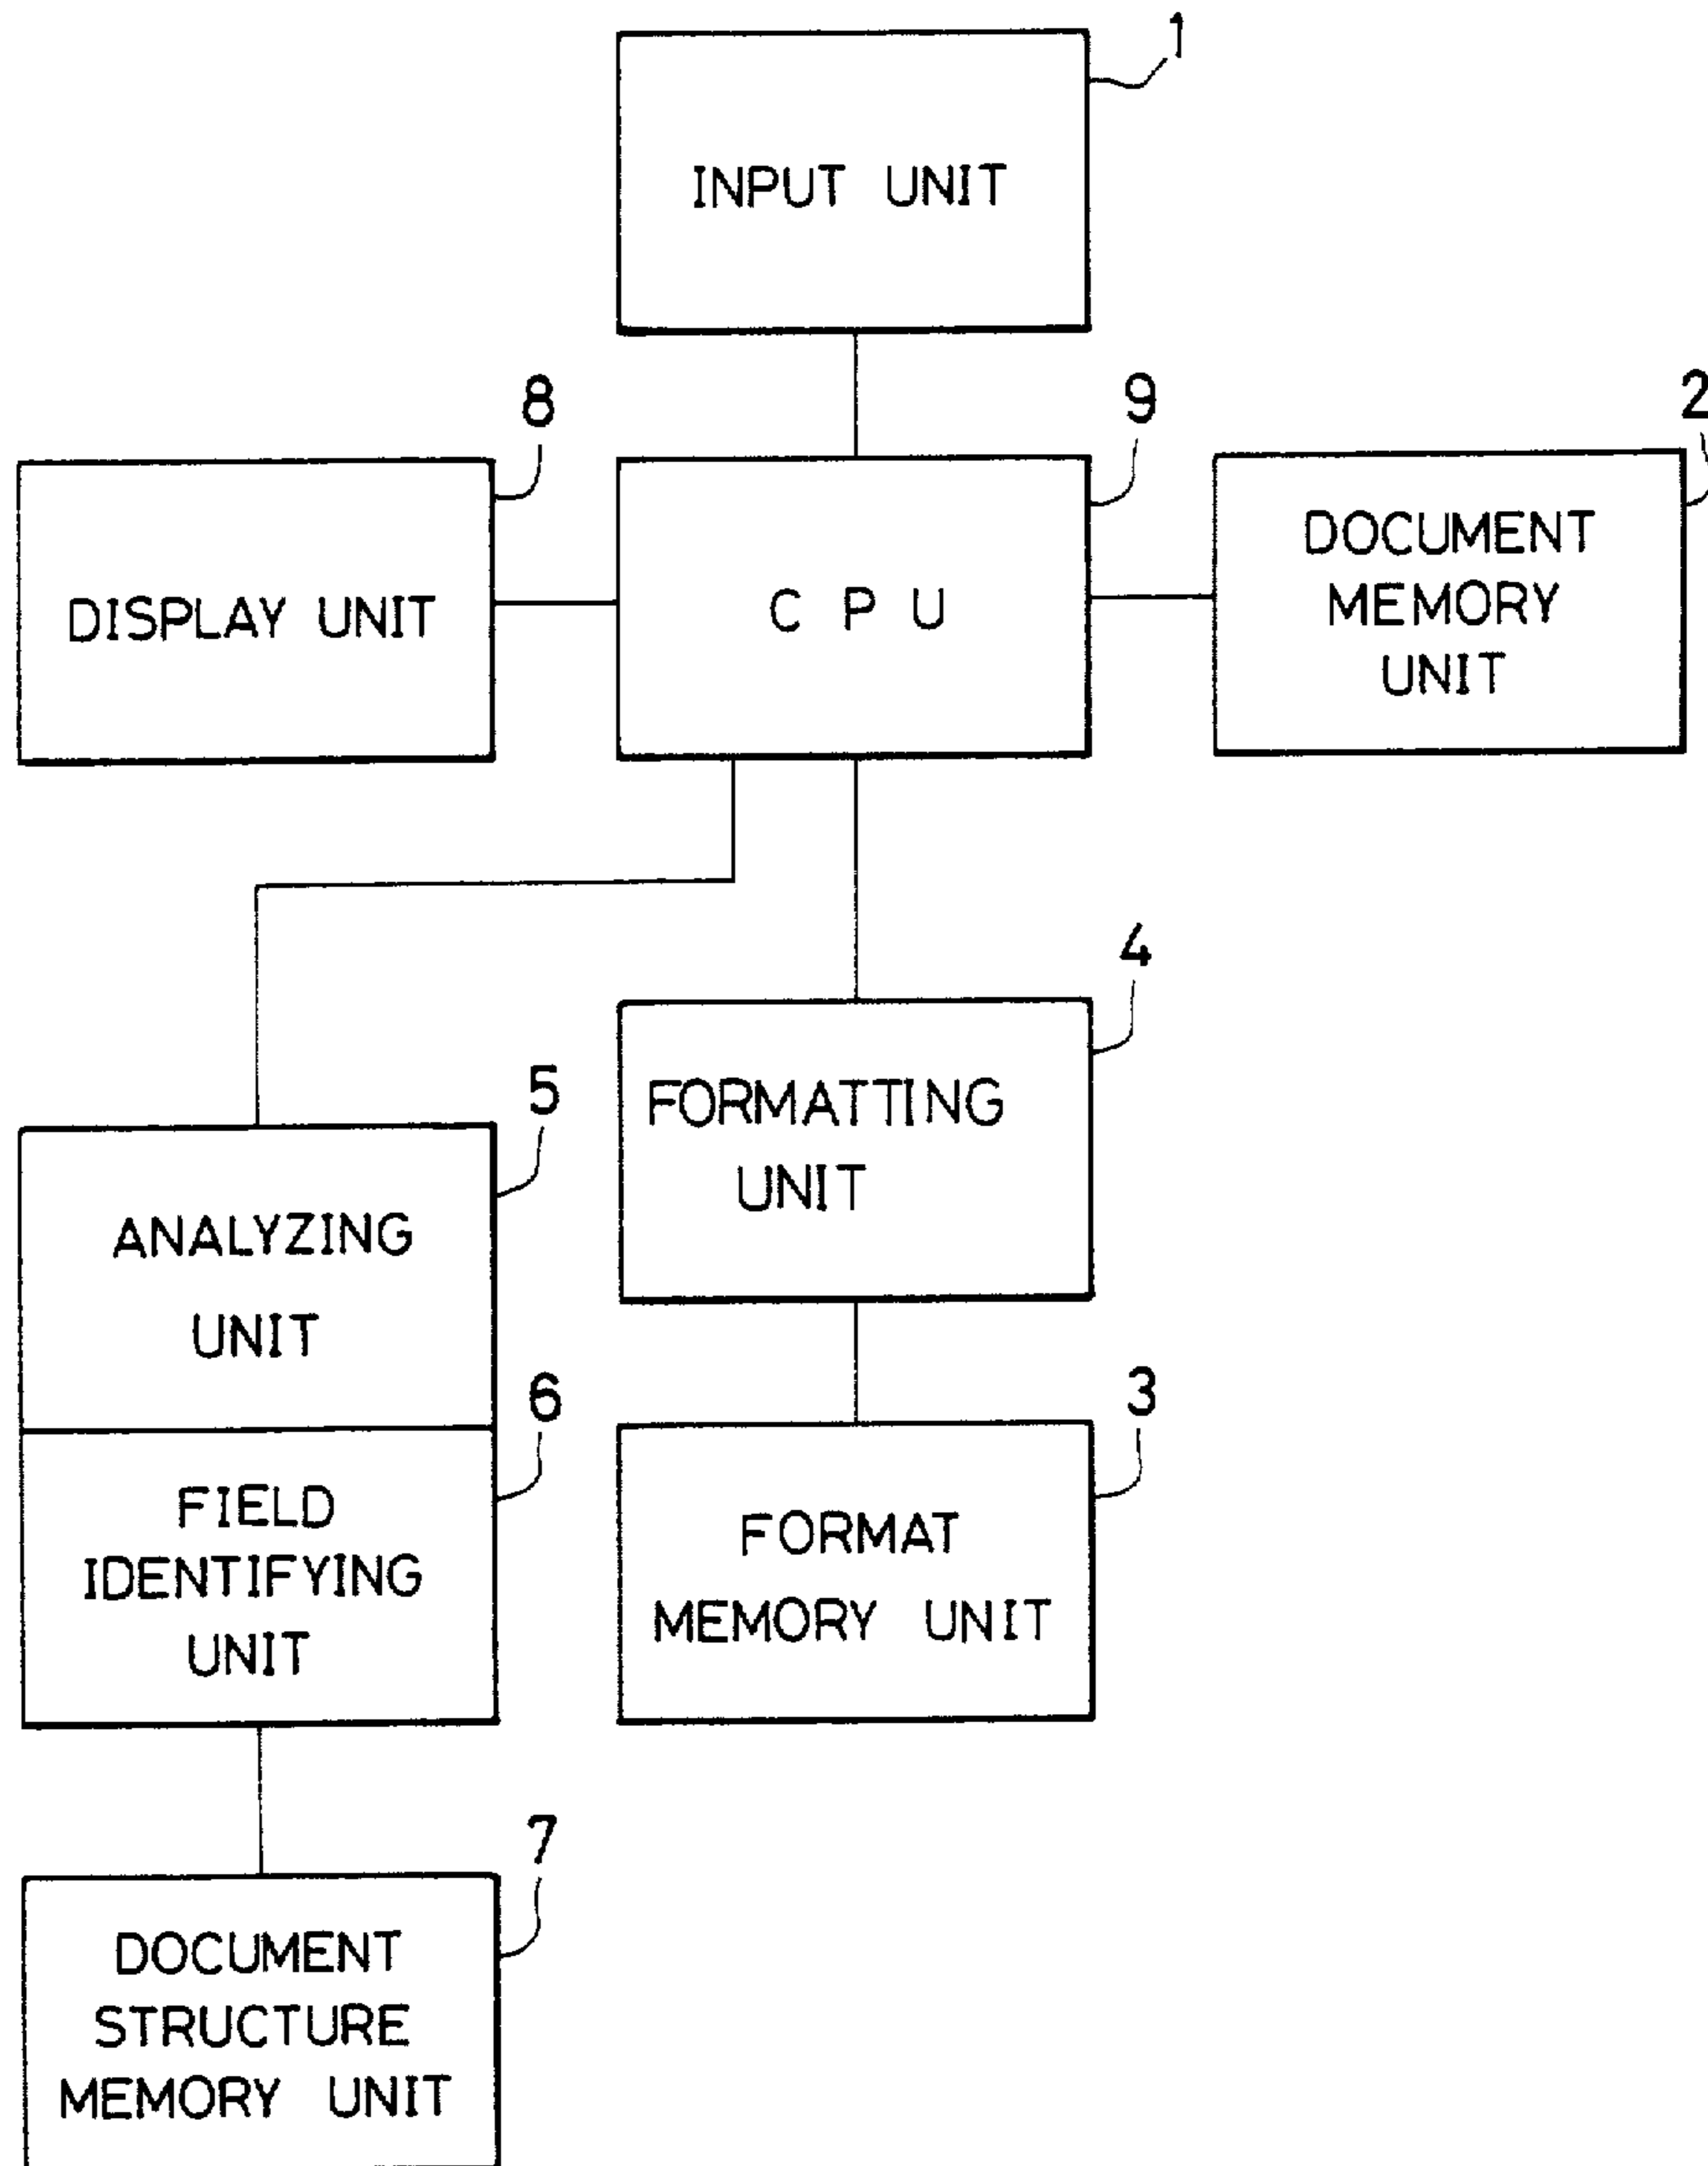 1
INPUT UNIT
8
9
2
DISPLAY UNIT
C P U
DOCUMENT
MEMORY
UNIT
4
FORMATTING
UNIT
5
ANALYZING
UNIT
6
FIELD
IDENTIFYING
UNIT
3
FORMAT
MEMORY UNIT
7
DOCUMENT
STRUCTURE
MEMORY UNIT